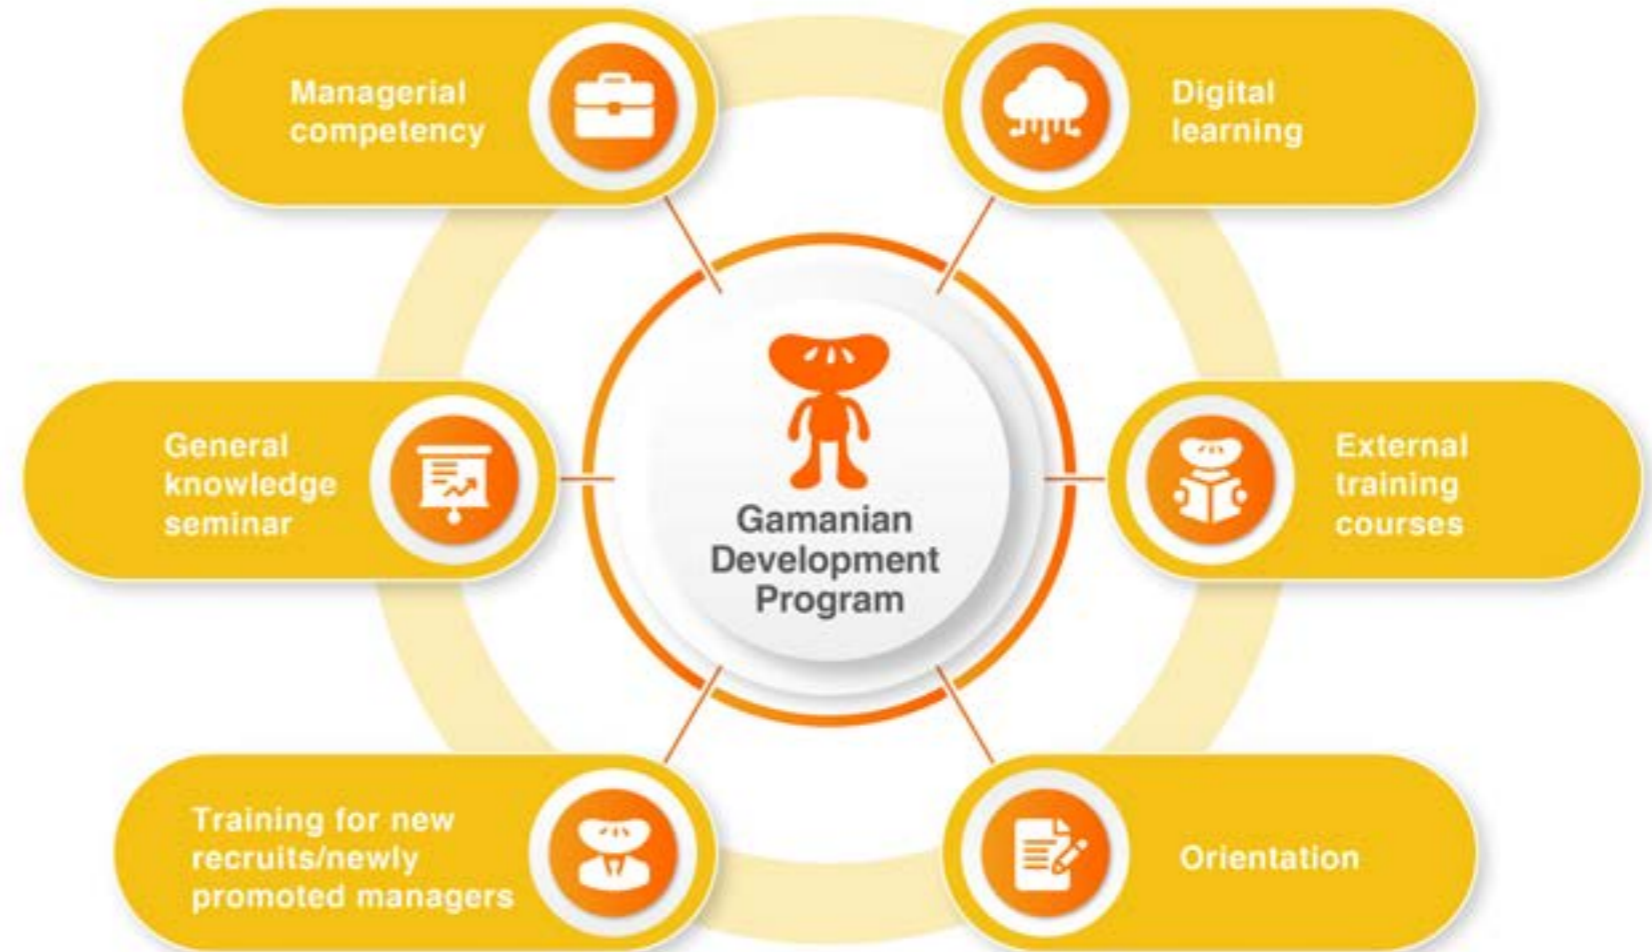 Managerial
competency
Digital
learning
General
knowledge
seminar
Gamanian
Development
Program
External
training
courses
Training for new
recruits/newly
promoted managers
Orientation